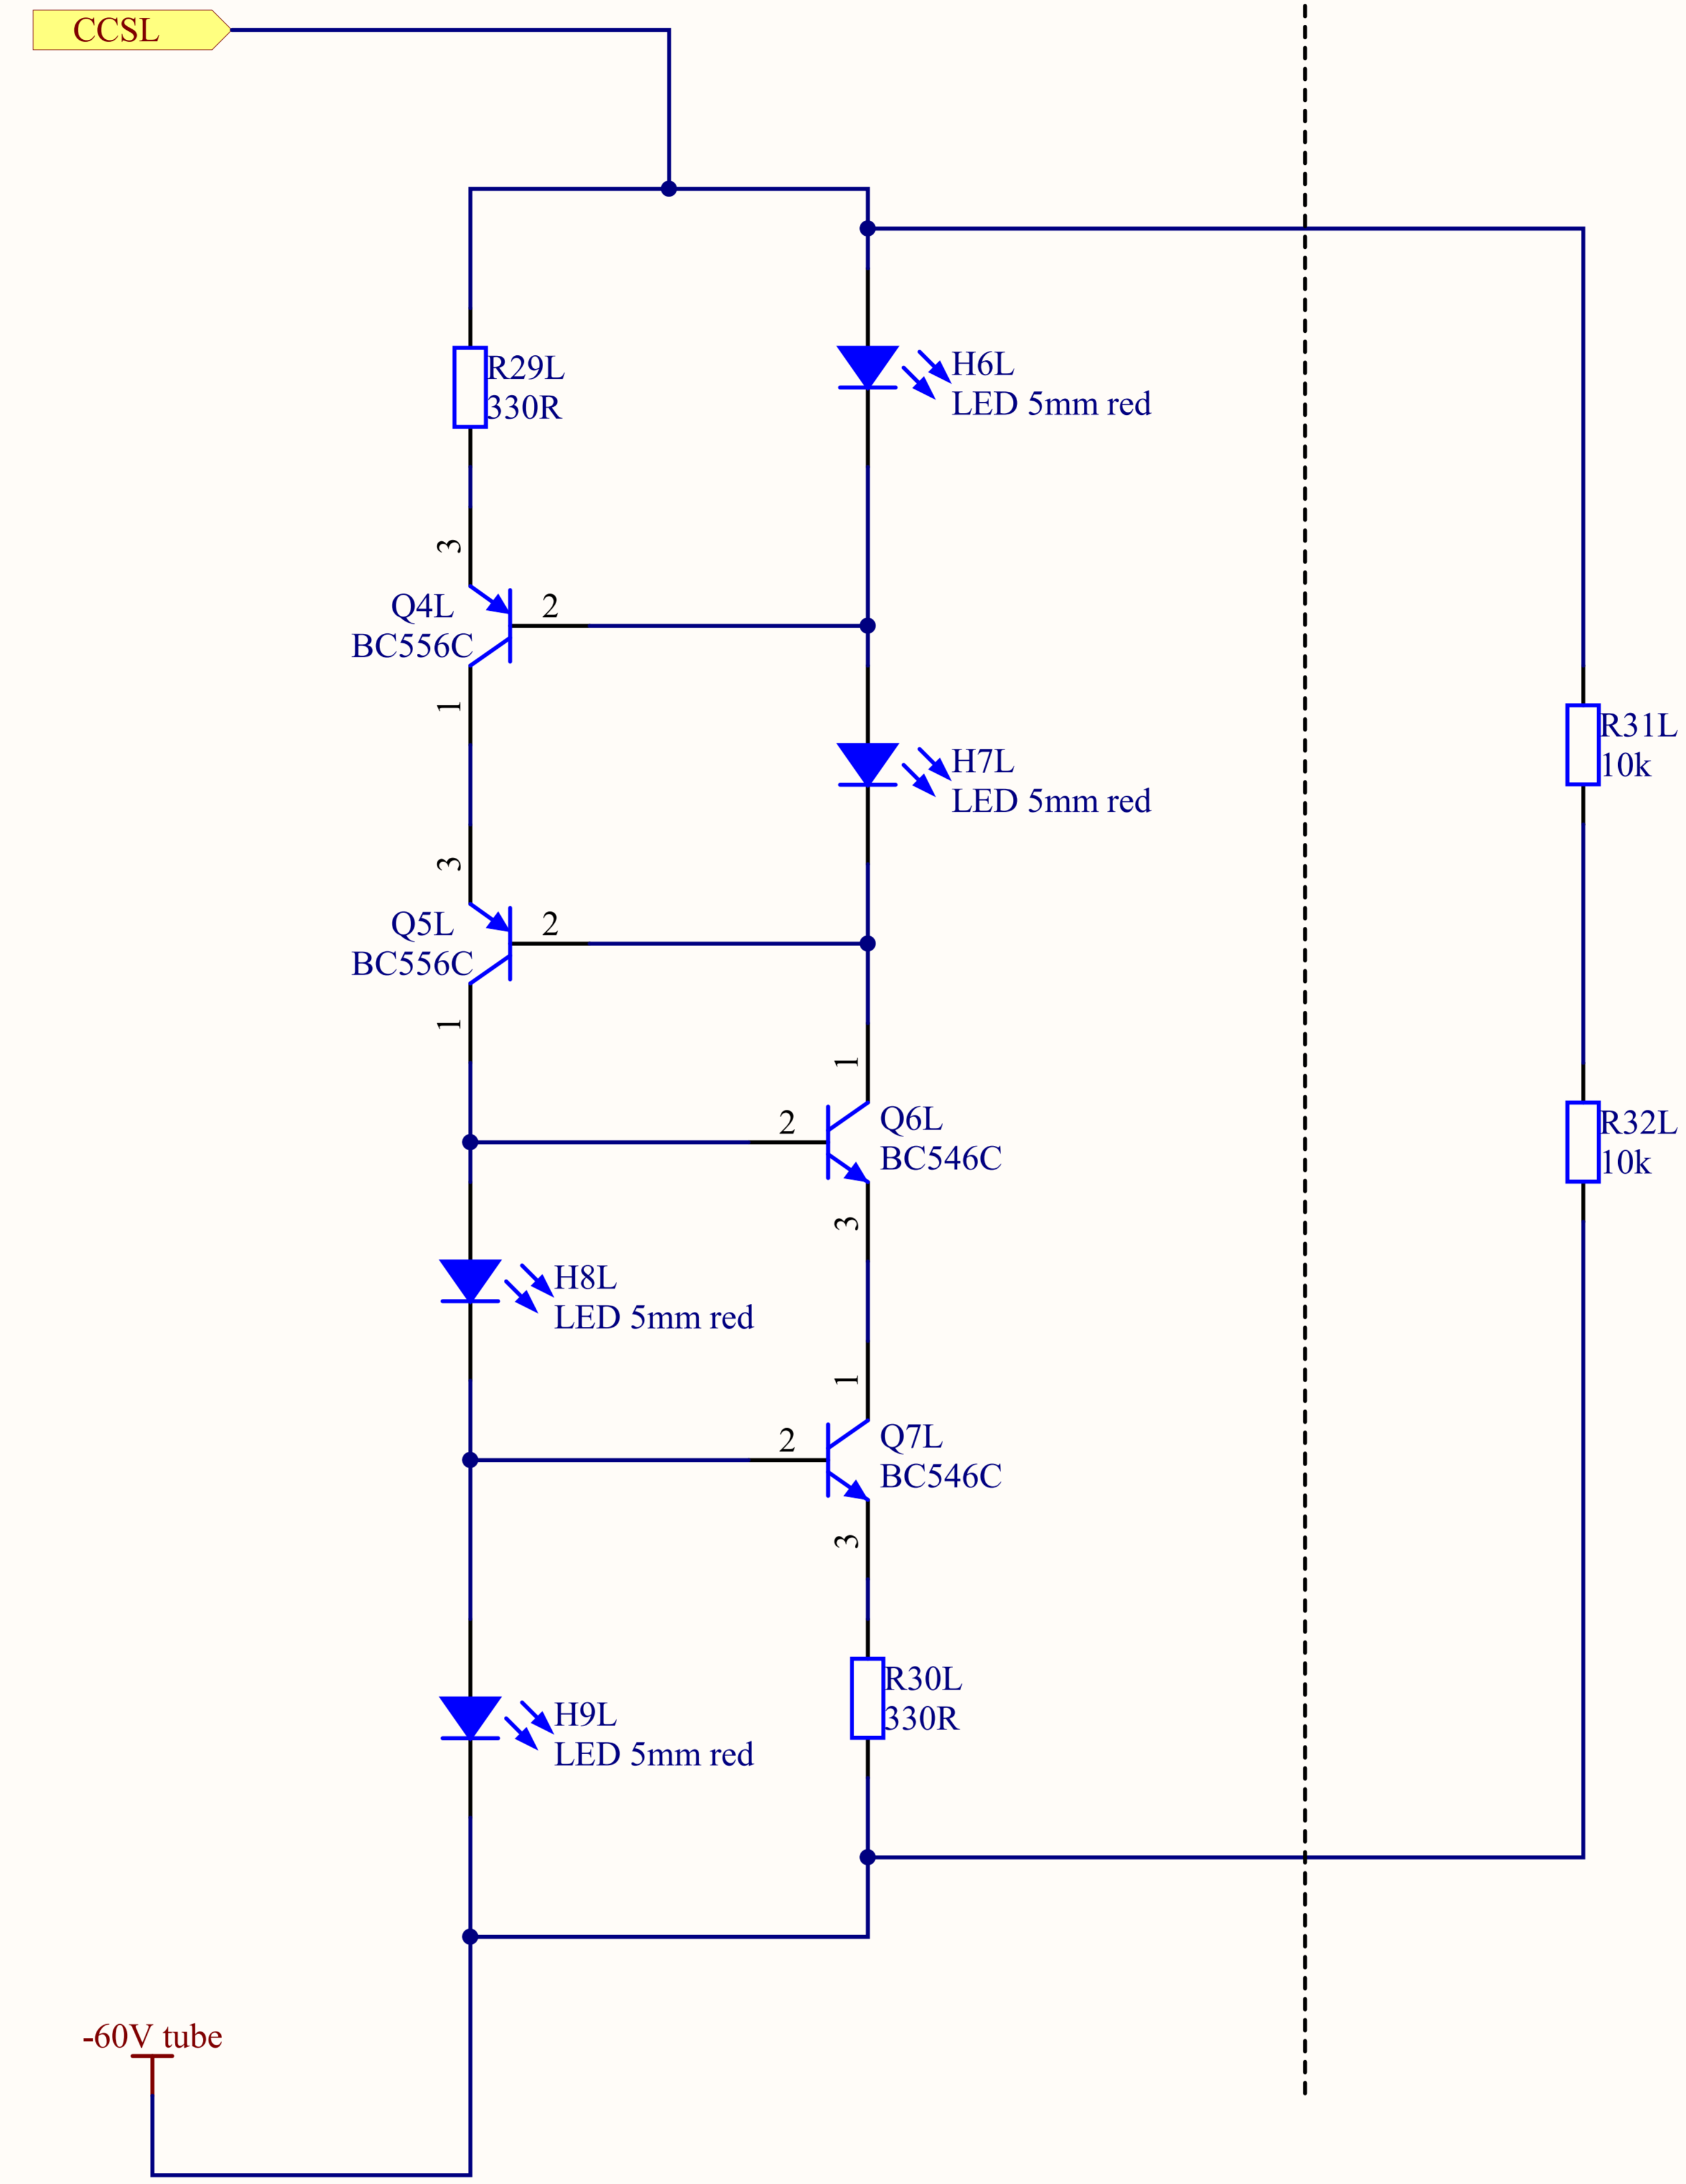 CCSL
R29L
330R
H6L
LED 5mm red
3
Q4L
BC556C
2
1
R31L
10k
H7L
LED 5mm red
3
Q5L
BC556C
2
1
1
2
Q6L
BC546C
R32L
10k
3
H8L
LED 5mm red
1
2
Q7L
BC546C
3
R30L
330R
H9L
LED 5mm red
-60V tube